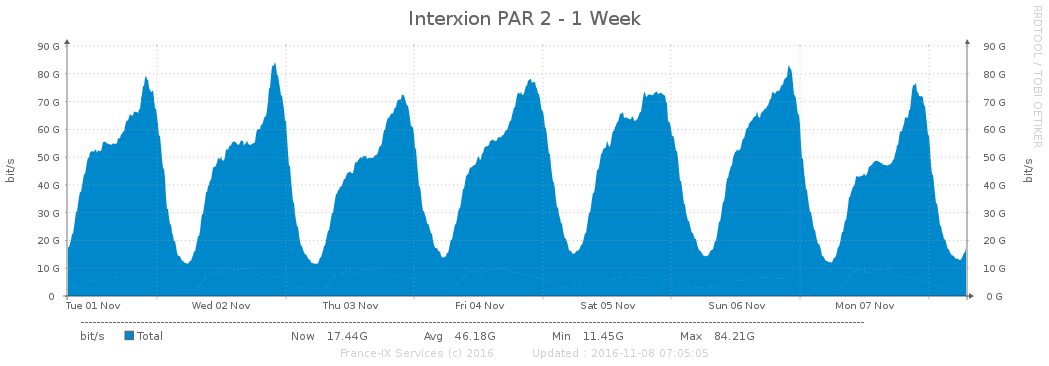 Interxion PAR 2 - 1 Week
RRDTOOL / TOBI OETIKER
90 G 90 G
80 G 80 G
70 G 70 G
60 G 60 G
50 G 50 G
40 G 40 G
30 G 30 G
20 G 20 G
10 G 10 G
0 0 G
bit/s bit/s
Tue 01 Nov Wed 02 Nov Thu 03 Nov Fri 04 Nov Sat 05 Nov Sun 06 Nov Mon 07 Nov
bit/s Total Now 17.44G Avg 46.18G Min 11.45G Max 84.21G
France-IX Services (c) 2016 Updated : 2016-11-08 07:05:05